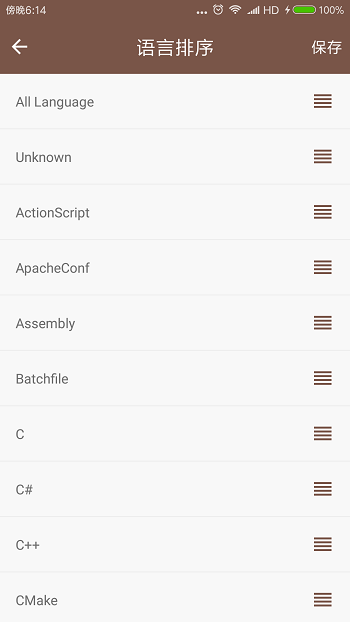 傍晚6:14
HD
100%
语言排序
保存
All Language
Unknown
ActionScript
ApacheConf
Assembly
Batchfile
C
C#
C++
CMake